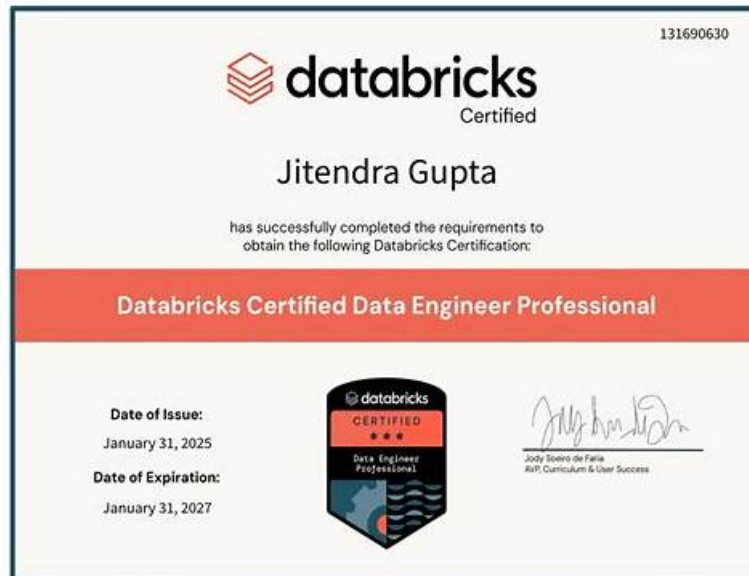 131690630
databricks
Certified
Jitendra Gupta
has successfully completed the requirements to
obtain the following Databricks Certification:
Databricks Certified Data Engineer Professional
Date of Issue:
January 31, 2025
Date of Expiration:
January 31, 2027
databricks
CERTIFIED
Data Engineer
Professional
Jody Soeiro de Faria
AVP, Curriculum & User Success